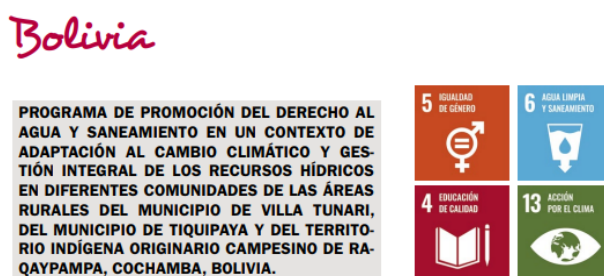 Bolivia
PROGRAMA DE PROMOCIÓN DEL DERECHO AL
AGUA Y SANEAMIENTO EN UN CONTEXTO DE
ADAPTACIÓN AL CAMBIO CLIMÁTICO Y GES-
TIÓN INTEGRAL DE LOS RECURSOS HÍDRICOS
EN DIFERENTES COMUNIDADES DE LAS ÁREAS
RURALES DEL MUNICIPIO DE VILLA TUNARI,
DEL MUNICIPIO DE TIQUIPAYA Y DEL TERRITO-
RIO INDÍGENA ORIGINARIO CAMPESINO DE RA-
QAYPAMPA, COCHAMBA, BOLIVIA.
5 IGUALDAD
DE GÉNERO
6 AGUA LIMPIA
Y SANEAMIENTO
4 EDUCACIÓN
DE CALIDAD
13 ACCIÓN
POR EL CLIMA